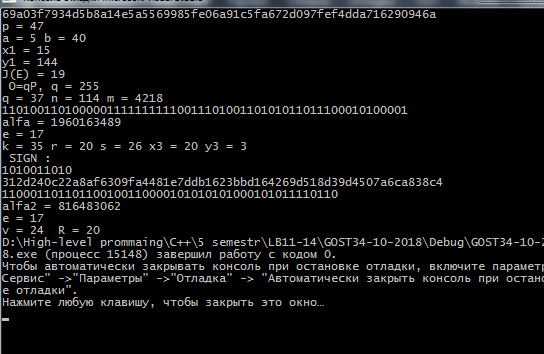 69a03f7934d5b8a14e5a5569985fe06a91c5fa672d097fef4dda716290946a
p = 47
a = 5 b = 40
x1 = 15
y1 = 144
J(E) = 19
O=qP, q = 255
q = 37 n = 114 m = 4218
1101001101000001111111111100111010011010101101110001010 0001
alfa = 1960163489
e = 17
k = 35 r = 20 s = 26 x3 = 20 y3 = 3
SIGN :
1010011010
312d240c22a8af6309fa4481e7ddb1623bbd164269d518d39d4507a6ca838c4
110001101101100100110000101010101000101011110110
alfa2 = 816483062
e = 17
v = 24 R = 20
D:\High-level prommaing\C++\5 semestr\LB11-14\GOST34-10-2018\Debug\GOST34-10-2
8.exe (процесс 15148) завершил работу с кодом 0.
Чтобы автоматически закрывать консоль при остановке отладки, включите параметр
Сервис" ->"Параметры" ->"Отладка" -> "Автоматически закрыть консоль при остано
е отладки".
Нажмите любую клавишу, чтобы закрыть это окно…